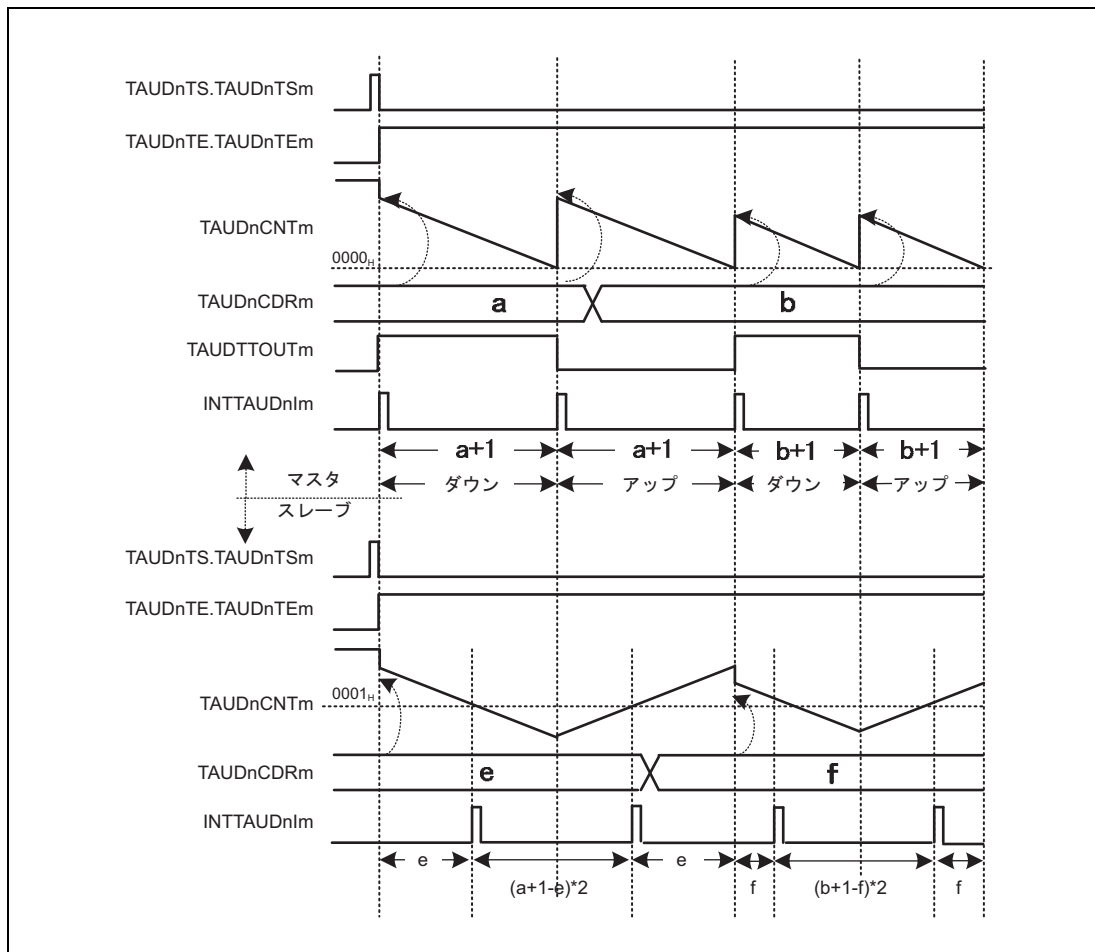 TAUDnTS.TAUDnTSm
TAUDnTE.TAUDnTEm
TAUDnCNTm
0000H
TAUDnCDRm
a
b
TAUDTTOUTm
INTTAUDnIm
a+1
a+1
b+1
b+1
マスタ
ダウン
アップ
ダウン
アップ
スレーブ
TAUDnTS.TAUDnTSm
TAUDnTE.TAUDnTEm
TAUDnCNTm
0001H
TAUDnCDRm
e
f
INTTAUDnIm
e
(a+1-e)*2
e
f
(b+1-f)*2
f